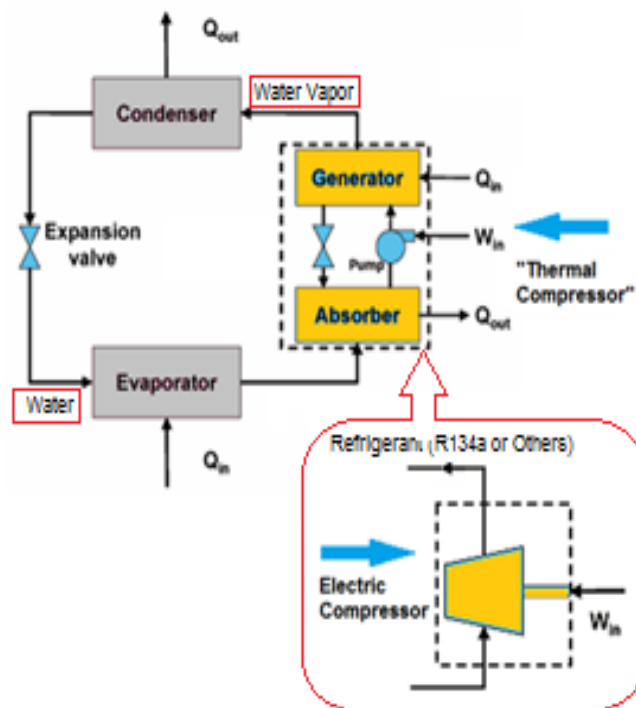 Qout
Water Vapor
Condenser
Generator
Qin
Expansion
valve
Pump
Win
"Thermal
Compressor"
Absorber
Qout
Evaporator
Water
Qin
Refrigerant (R134a or Others)
Electric
Compressor
Win